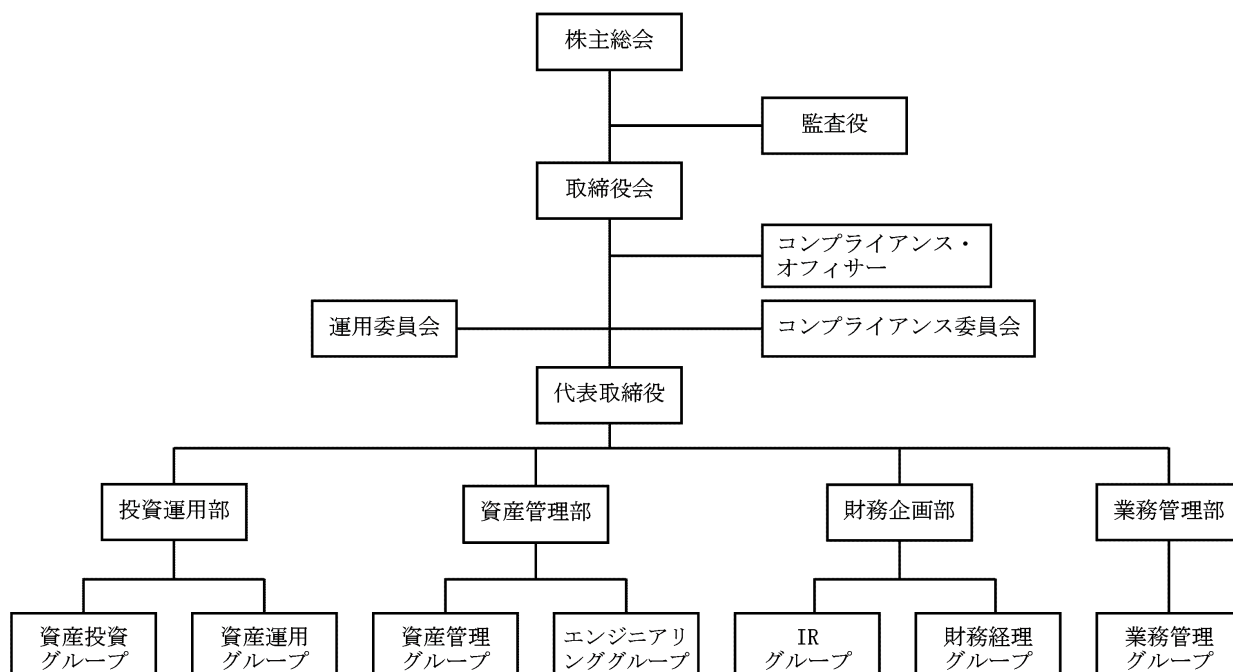 株主総会
監査役
取締役会
コンプライアンス・
オフィサー
運用委員会
コンプライアンス委員会
代表取締役
投資運用部
資産管理部
財務企画部
業務管理部
資産投資
グループ
資産運用
グループ
資産管理
グループ
エンジニアリ
ンググループ
IR
グループ
財務経理
グループ
業務管理
グループ